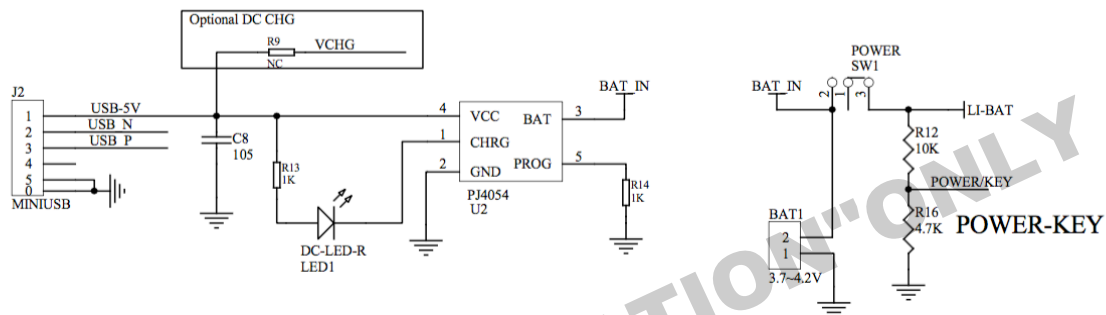 Optional DC CHG
R9
VCHG
NC
J2
1
USB-5V
2
USB_N
3
USB_P
4
5
0
MINIUSB
C8
105
R13
1K
DC-LED-R
LED1
4
VCC
1
CHRG
2
GND
BAT
3
PROG
5
PJ4054
U2
BAT_IN
R14
1K
BAT_IN
POWER
SW1
2
1
3
LI-BAT
R12
10K
POWER/KEY
R16
4.7K
POWER-KEY
BAT1
2
1
3.7~4.2V
TION"ONLY